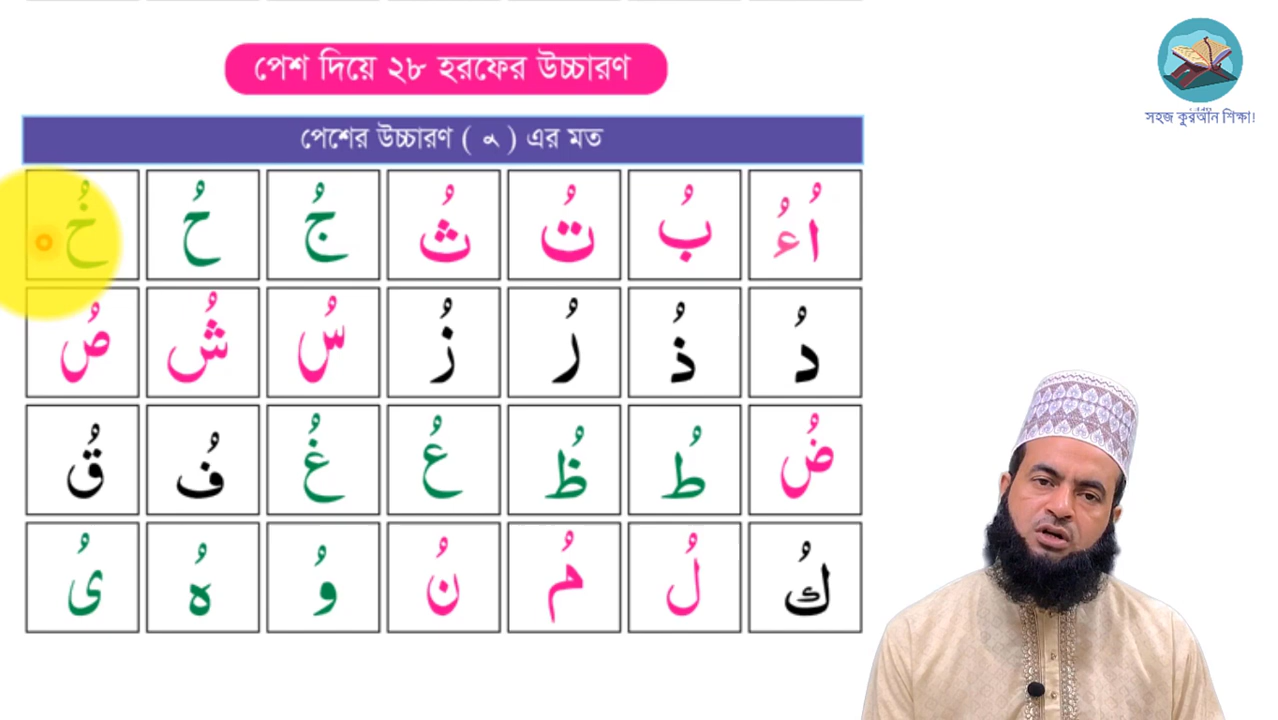 পেশ দিয়ে ২৮ হরফের উচ্চারণ
সহজ কুরআন শিক্ষা!
পেশের উচ্চারণ ( ু ) এর মত
اُ ءُ بُ تُ ثُ جُ حُ خُ
دُ ذُ رُ زُ سُ شُ صُ
ضُ طُ ظُ عُ غُ فُ قُ
كُ لُ مُ نُ وُ هُ ىُ